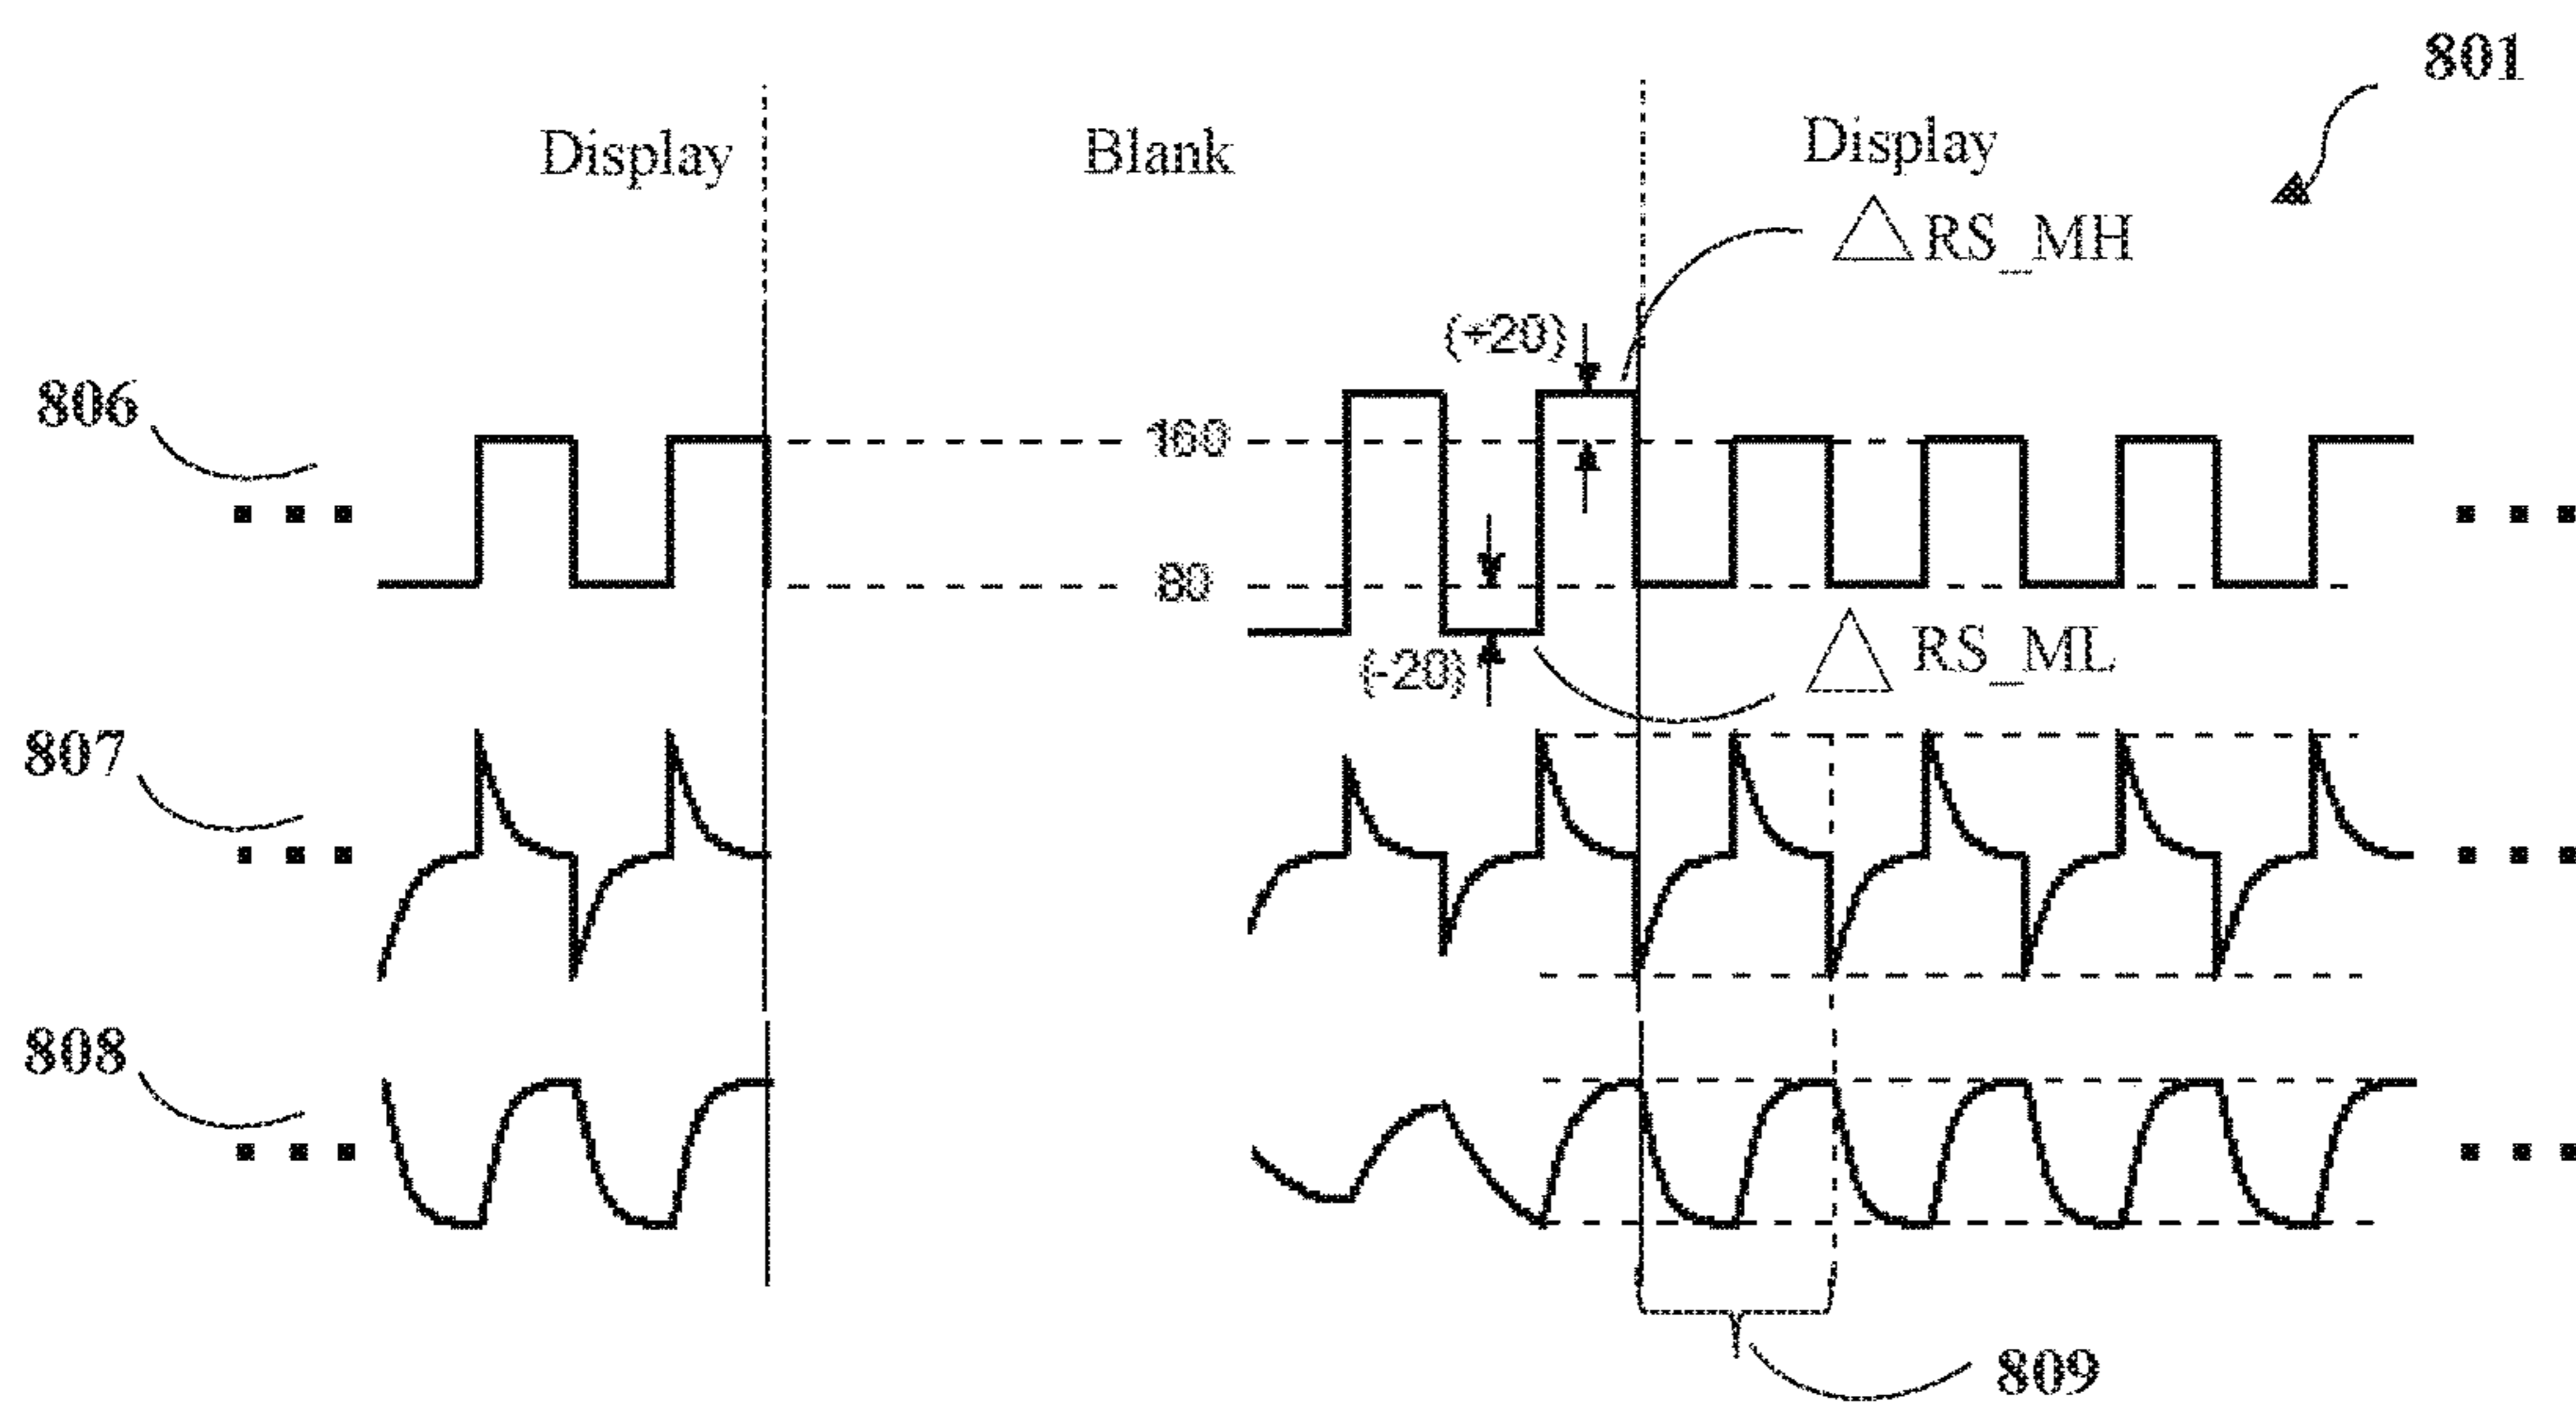 801
Display
Blank
Display
△RS_MH
(+20)
806
160
80
(-20)
△RS_ML
807
808
809